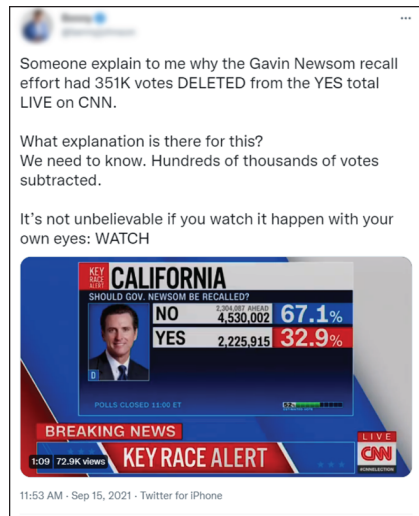 Someone explain to me why the Gavin Newsom recall
effort had 351K votes DELETED from the YES total
LIVE on CNN.
What explanation is there for this?
We need to know. Hundreds of thousands of votes
subtracted.
It’s not unbelievable if you watch it happen with your
own eyes: WATCH
KEY
RACE
ALERT
CALIFORNIA
SHOULD GOV. NEWSOM BE RECALLED?
NO 2,304,087 AHEAD
4,530,002 67.1%
YES 2,225,915 32.9%
D
POLLS CLOSED 11:00 ET
BREAKING NEWS
LIVE
KEY RACE ALERT
CNN
#CNNELECTION
1:09 72.9K views
11:53 AM · Sep 15, 2021 · Twitter for iPhone